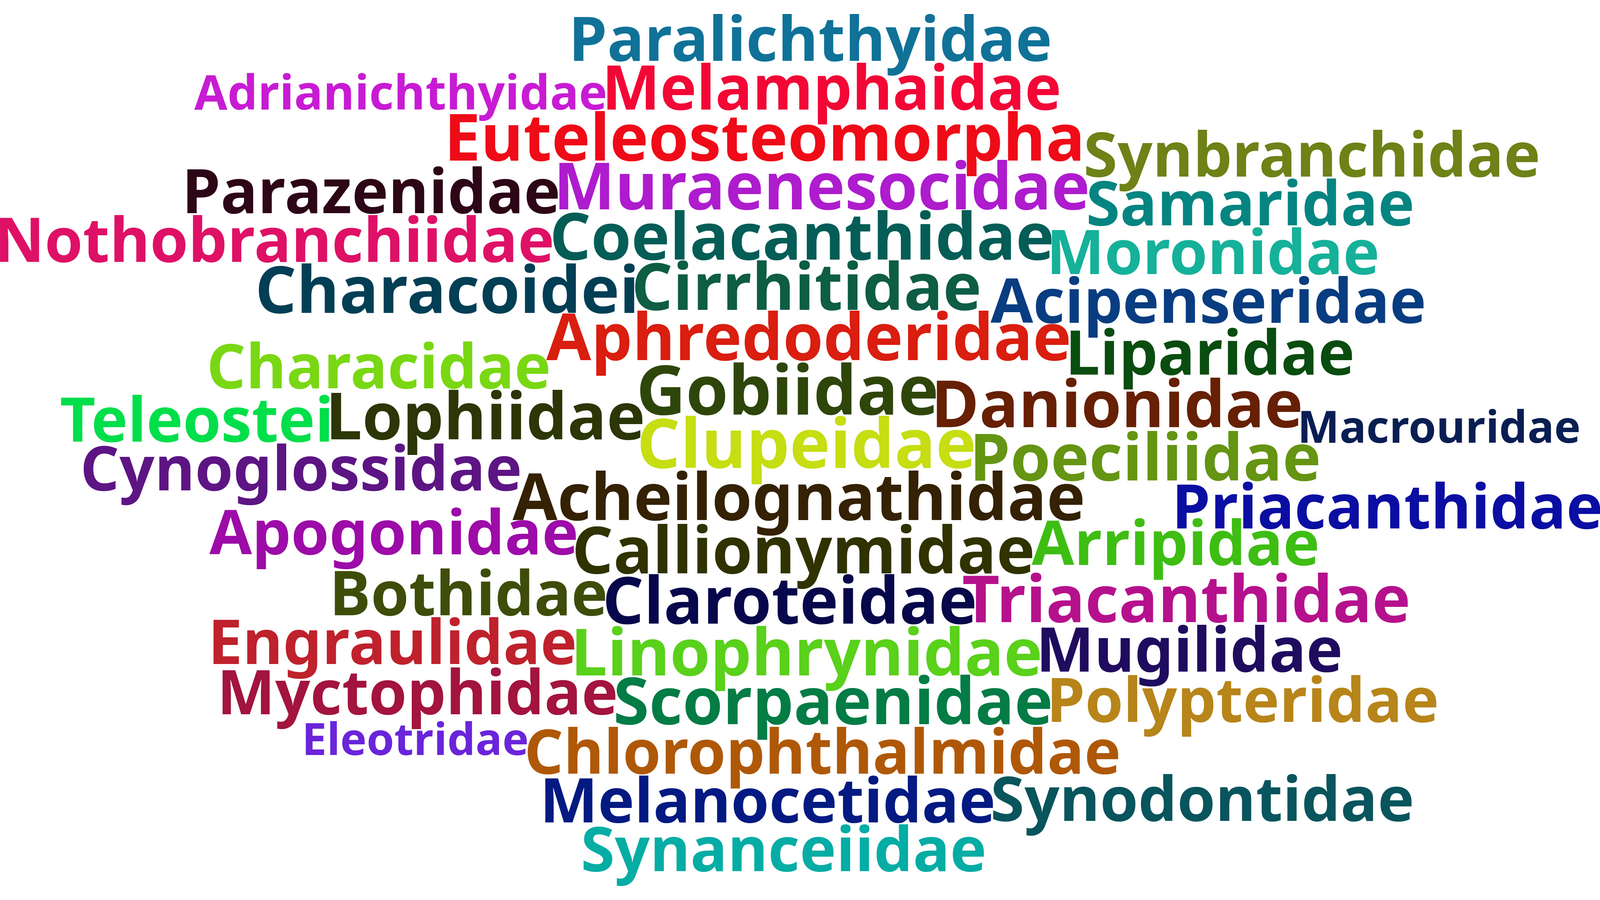 Paralichthyidae
Adrianichthyidae Melamphaidae
Euteleosteomorpha Synbranchidae
Parazenidae Muraenesocidae Samaridae
Nothobranchiidae Coelacanthidae Moronidae
Characoidei Cirrhitidae Acipenseridae
Aphredoderidae Liparidae
Characidae Gobiidae Danionidae
Teleostei Lophiidae Macrouridae
Clupeidae Poeciliidae
Cynoglossidae Acheilognathidae Priacanthidae
Apogonidae Callionymidae Arripidae
Bothidae Claroteidae Triacanthidae
Engraulidae Linophrynidae Mugilidae
Myctophidae Scorpaenidae Polypteridae
Eleotridae Chlorophthalmidae
Melanocetidae Synodontidae
Synanceiidae